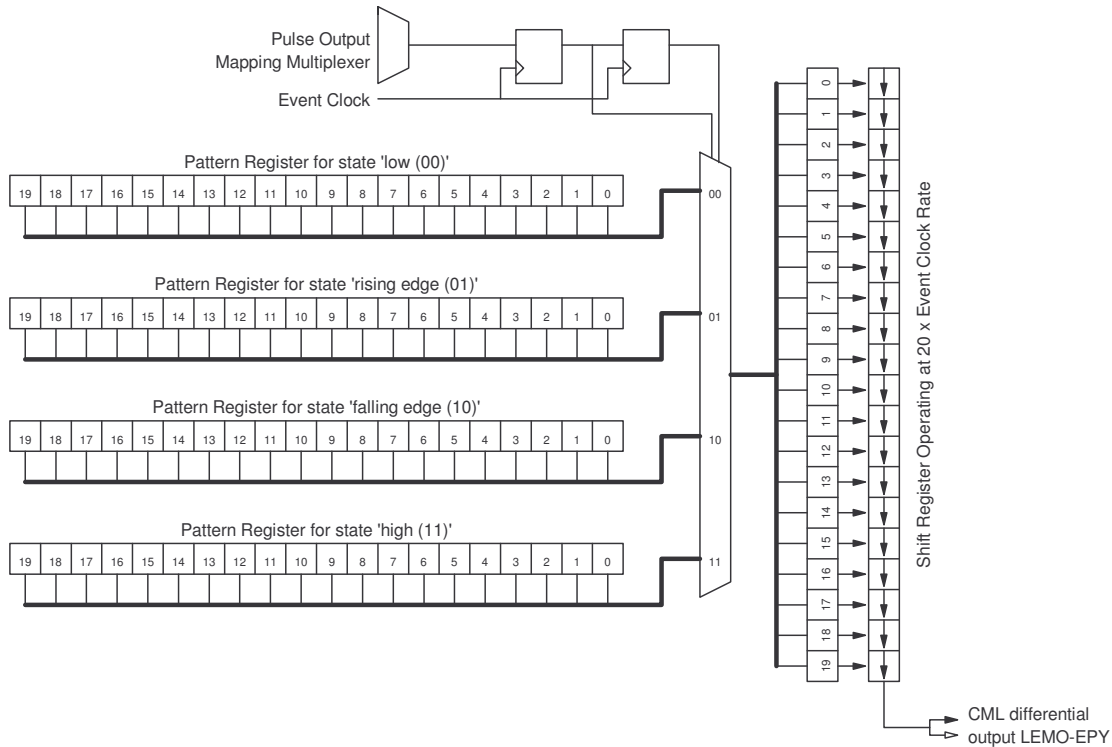 Pulse Output
Mapping Multiplexer
Event Clock
Pattern Register for state 'low (00)'
19 18 17 16 15 14 13 12 11 10 9 8 7 6 5 4 3 2 1 0
00
Pattern Register for state 'rising edge (01)'
19 18 17 16 15 14 13 12 11 10 9 8 7 6 5 4 3 2 1 0
01
Pattern Register for state 'falling edge (10)'
19 18 17 16 15 14 13 12 11 10 9 8 7 6 5 4 3 2 1 0
10
Pattern Register for state 'high (11)'
19 18 17 16 15 14 13 12 11 10 9 8 7 6 5 4 3 2 1 0
11
0
1
2
3
4
5
6
7
8
9
10
11
12
13
14
15
16
17
18
19
Shift Register Operating at 20 x Event Clock Rate
CML differential
output LEMO-EPY